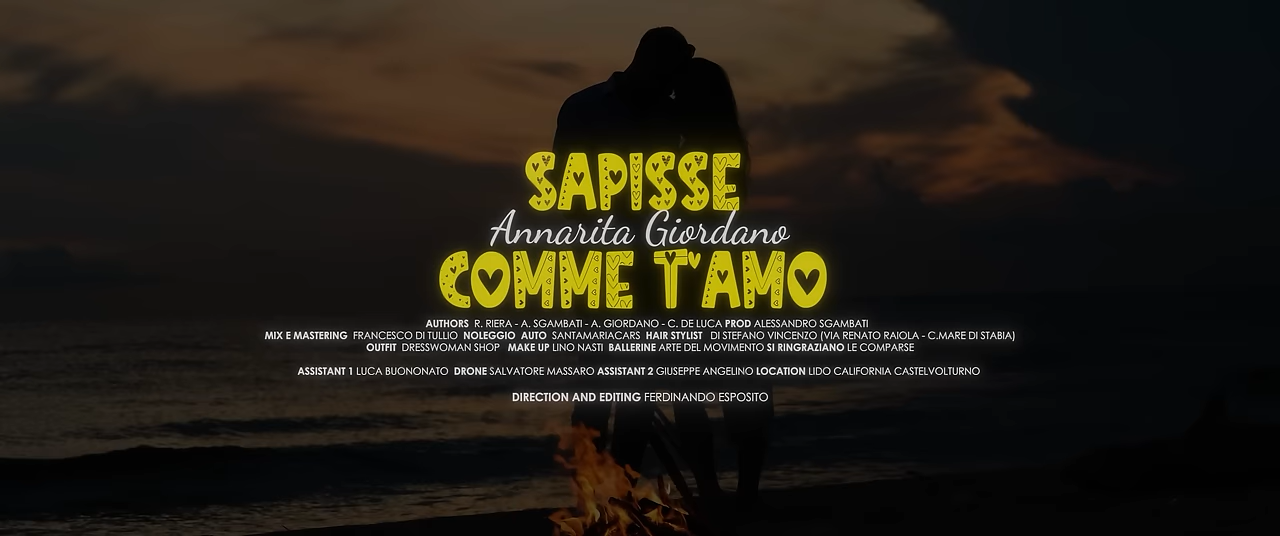 SAPISSE
Annarita Giordano
COMME T'AMO
AUTHORS R. RIERA - A. SGAMBATI - A. GIORDANO - C. DE LUCA PROD ALESSANDRO SGAMBATI
MIX E MASTERING FRANCESCO DI TULLIO NOLEGGIO AUTO SANTAMARIACARS HAIR STYLIST DI STEFANO VINCENZO (VIA RENATO RAIOLA - C.MARE DI STABIA)
OUTFIT DRESSWOMAN SHOP MAKE UP LINO NASTI BALLERINE ARTE DEL MOVIMENTO SI RINGRAZIANO LE COMPARSE
ASSISTANT 1 LUCA BUONONATO DRONE SALVATORE MASSARO ASSISTANT 2 GIUSEPPE ANGELINO LOCATION LIDO CALIFORNIA CASTELVOLTURNO
DIRECTION AND EDITING FERDINANDO ESPOSITO